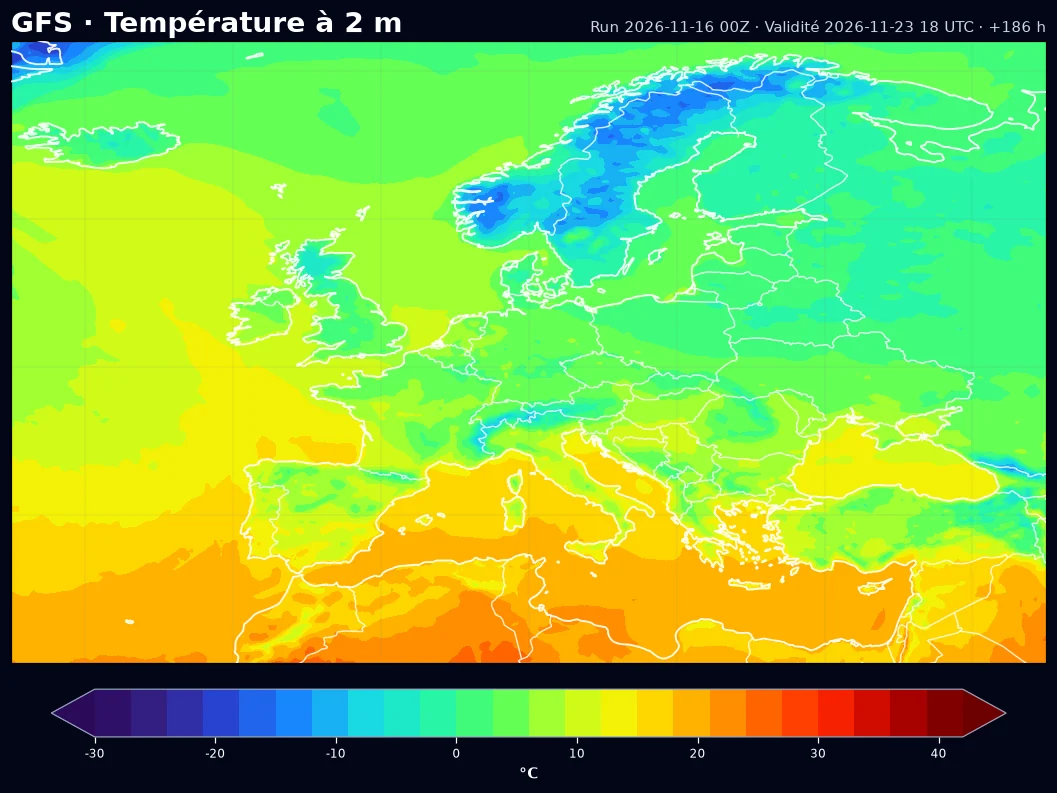 GFS · Température à 2 m
Run 2026-11-16 00Z · Validité 2026-11-23 18 UTC · +186 h
-30 -20 -10 0 10 20 30 40
°C